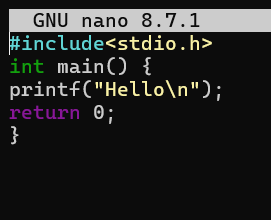 GNU nano 8.7.1
#include<stdio.h>
int main() {
printf("Hello\n");
return 0;
}